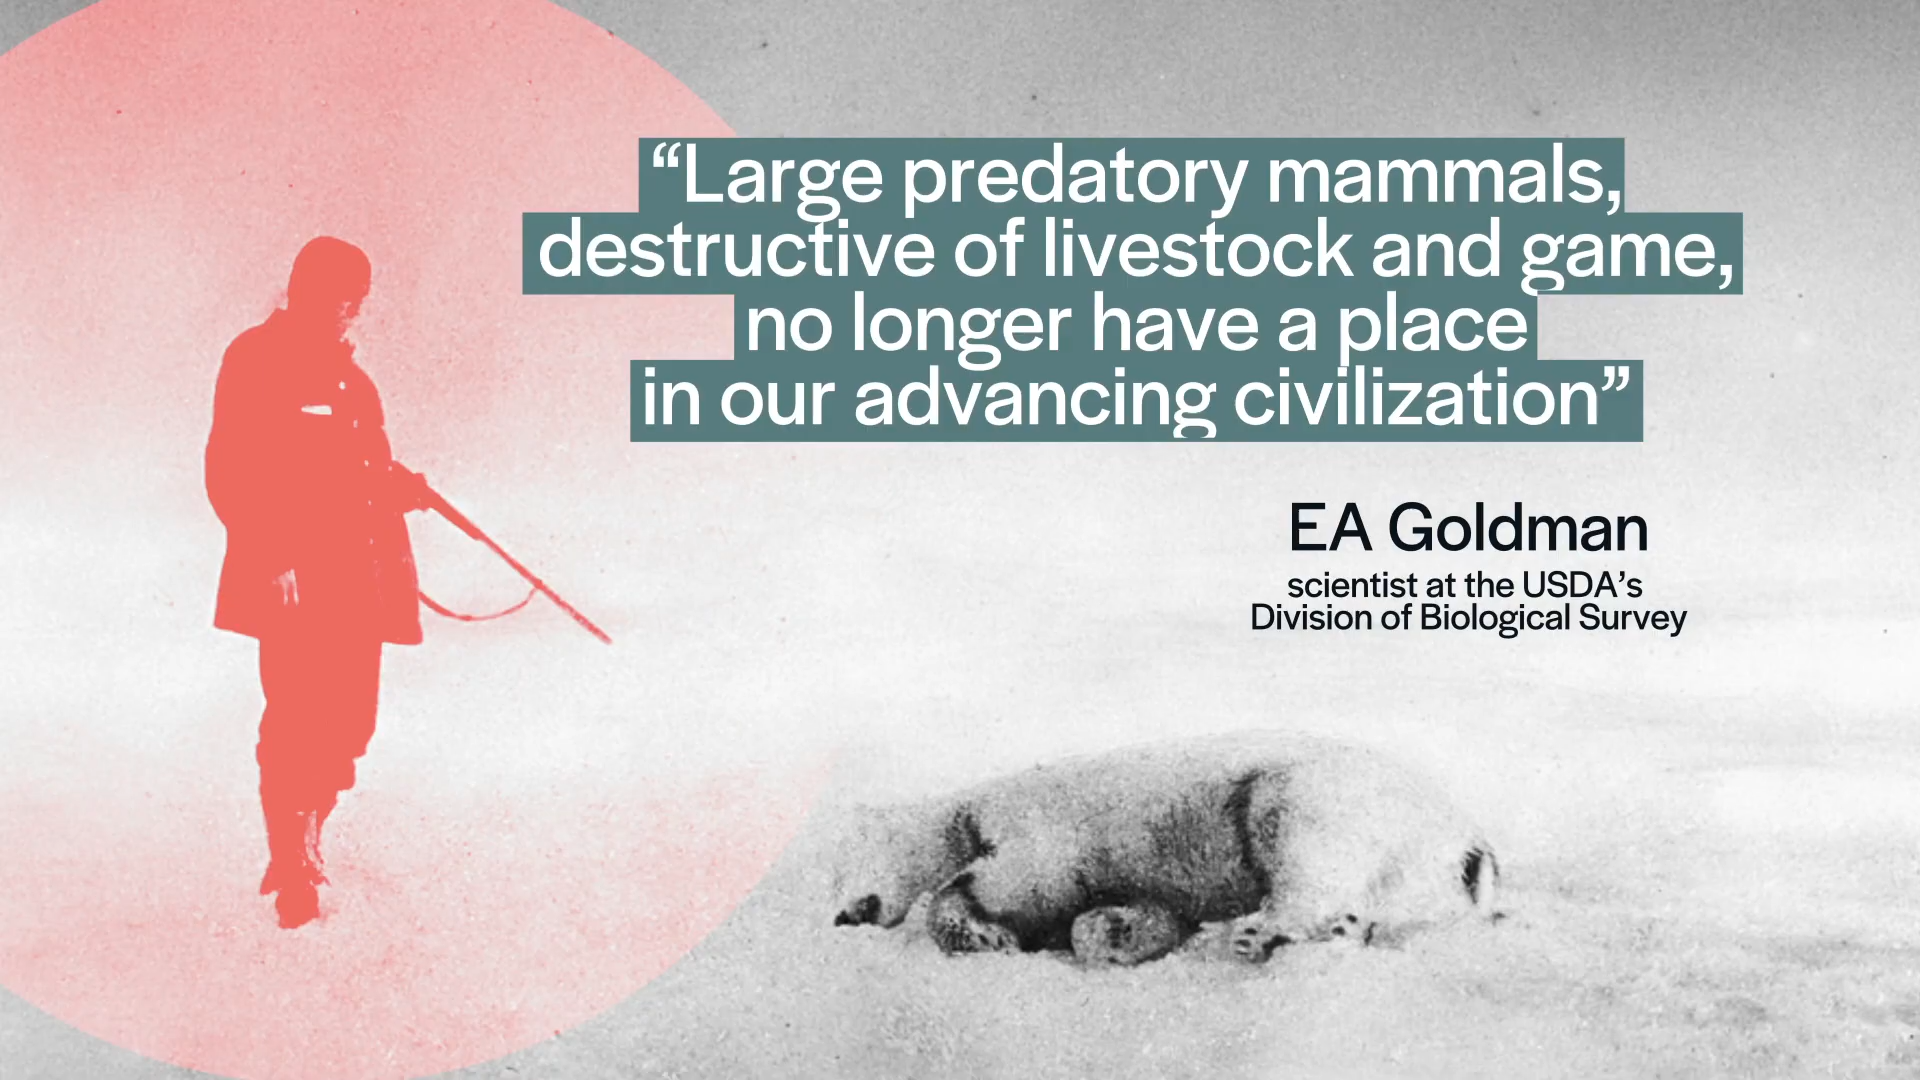 “Large predatory mammals,
destructive of livestock and game,
no longer have a place
in our advancing civilization”
EA Goldman
scientist at the USDA’s
Division of Biological Survey